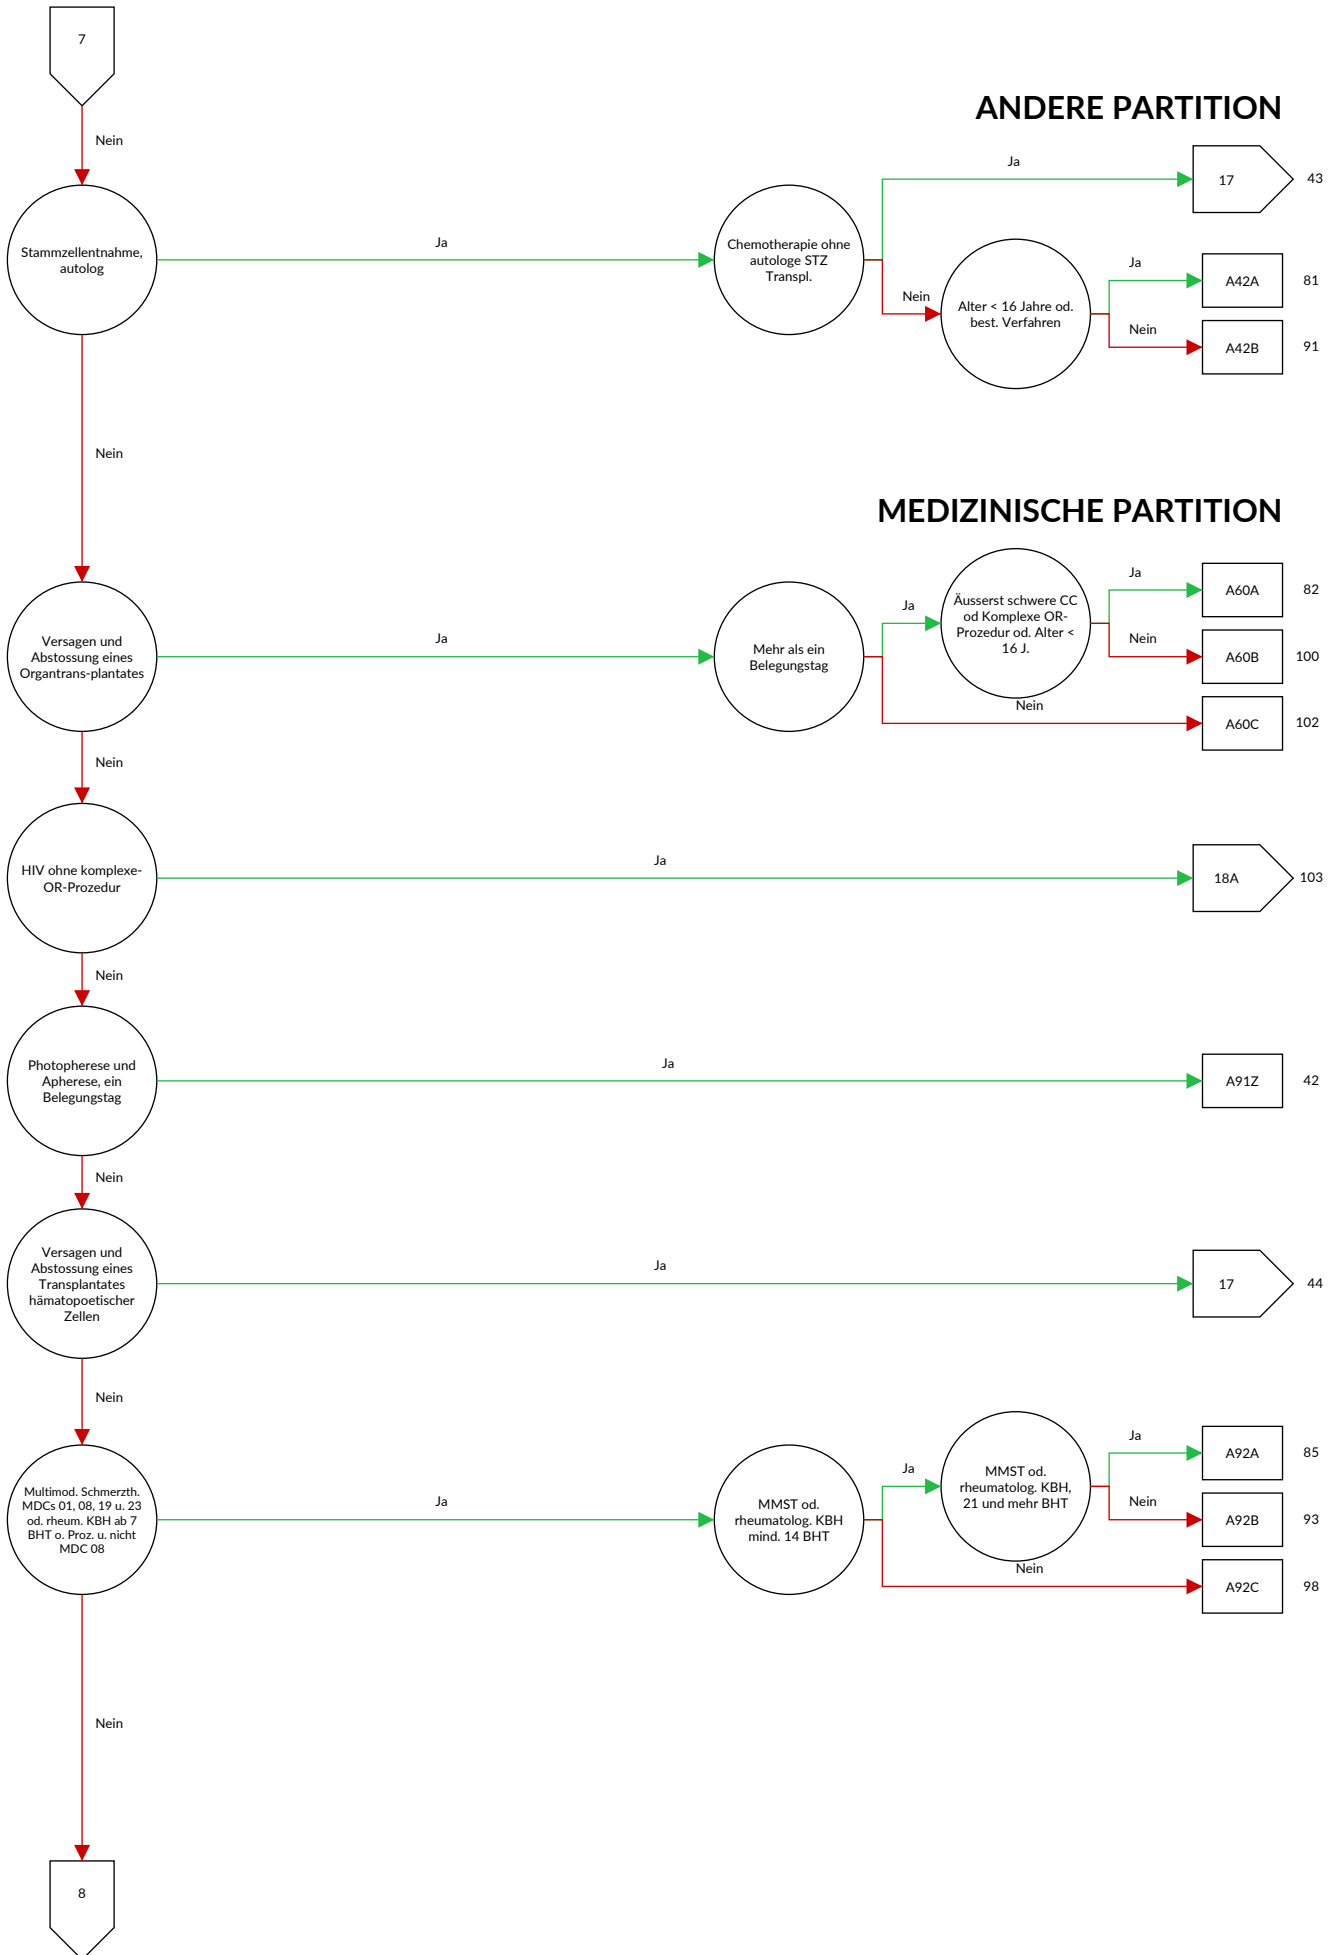 7
Nein
ANDERE PARTITION
Ja
17
43
Stammzellentnahme,
autolog
Ja
Chemotherapie ohne
autologe STZ
Transpl.
Nein
Alter < 16 Jahre od.
best. Verfahren
Ja
A42A
81
Nein
A42B
91
Nein
MEDIZINISCHE PARTITION
Versagen und
Abstossung eines
Organtrans-plantates
Ja
Mehr als ein
Belegungstag
Ja
Äusserst schwere CC
od Komplexe OR-
Prozedur od. Alter <
16 J.
Ja
A60A
82
Nein
A60B
100
Nein
A60C
102
Nein
HIV ohne komplexe-
OR-Prozedur
Ja
18A
103
Nein
Photopherese und
Apherese, ein
Belegungstag
Ja
A91Z
42
Nein
Versagen und
Abstossung eines
Transplantates
hämatopoetischer
Zellen
Ja
17
44
Nein
Multimod. Schmerzth.
MDCs 01, 08, 19 u. 23
od. rheum. KBH ab 7
BHT o. Proz. u. nicht
MDC 08
Ja
MMST od.
rheumatolog. KBH
mind. 14 BHT
Ja
MMST od.
rheumatolog. KBH,
21 und mehr BHT
Ja
A92A
85
Nein
A92B
93
Nein
A92C
98
Nein
8